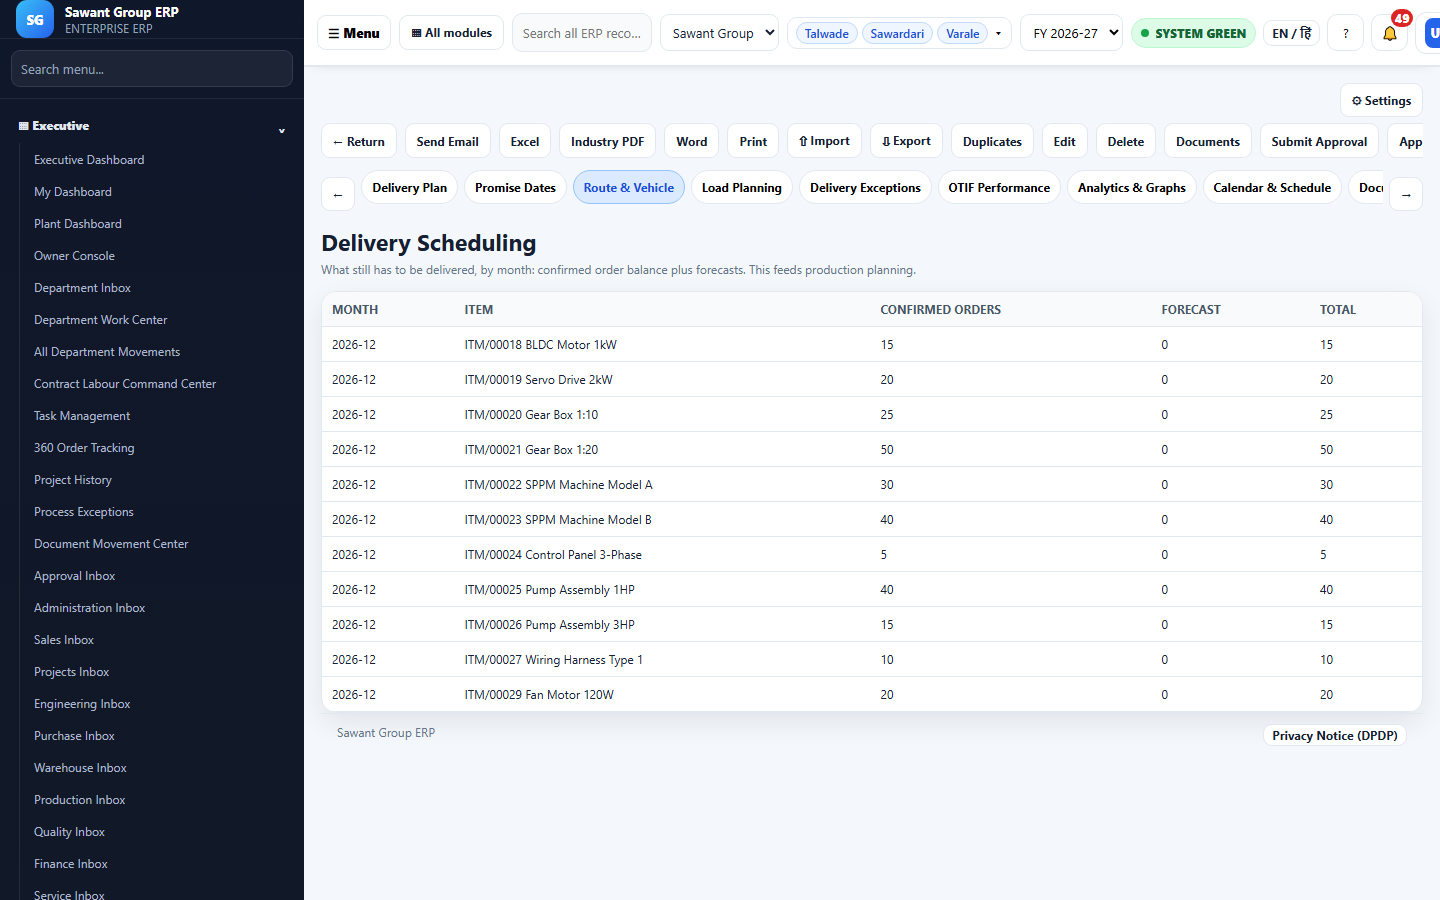 SG
Sawant Group ERP
ENTERPRISE ERP
Search menu...
Executive
Executive Dashboard
My Dashboard
Plant Dashboard
Owner Console
Department Inbox
Department Work Center
All Department Movements
Contract Labour Command Center
Task Management
360 Order Tracking
Project History
Process Exceptions
Document Movement Center
Approval Inbox
Administration Inbox
Sales Inbox
Projects Inbox
Engineering Inbox
Purchase Inbox
Warehouse Inbox
Production Inbox
Quality Inbox
Finance Inbox
Service Inbox
☰ Menu
All modules
Search all ERP reco...
Sawant Group
Talwade Sawardari Varale
FY 2026-27
SYSTEM GREEN
EN / हिं
?
49
U
⚙ Settings
← Return Send Email Excel Industry PDF Word Print ⇧ Import ⇩ Export Duplicates Edit Delete Documents Submit Approval App
← Delivery Plan Promise Dates Route & Vehicle Load Planning Delivery Exceptions OTIF Performance Analytics & Graphs Calendar & Schedule Docu →
Delivery Scheduling
What still has to be delivered, by month: confirmed order balance plus forecasts. This feeds production planning.
MONTH ITEM CONFIRMED ORDERS FORECAST TOTAL
2026-12 ITM/00018 BLDC Motor 1kW 15 0 15
2026-12 ITM/00019 Servo Drive 2kW 20 0 20
2026-12 ITM/00020 Gear Box 1:10 25 0 25
2026-12 ITM/00021 Gear Box 1:20 50 0 50
2026-12 ITM/00022 SPPM Machine Model A 30 0 30
2026-12 ITM/00023 SPPM Machine Model B 40 0 40
2026-12 ITM/00024 Control Panel 3-Phase 5 0 5
2026-12 ITM/00025 Pump Assembly 1HP 40 0 40
2026-12 ITM/00026 Pump Assembly 3HP 15 0 15
2026-12 ITM/00027 Wiring Harness Type 1 10 0 10
2026-12 ITM/00029 Fan Motor 120W 20 0 20
Sawant Group ERP
Privacy Notice (DPDP)